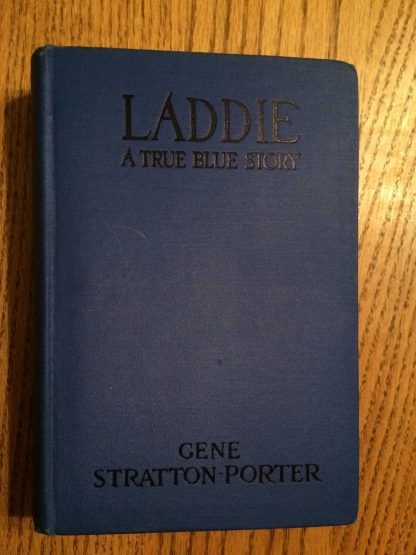 LADDIE
A TRUE BLUE STORY
GENE
STRATTON-PORTER